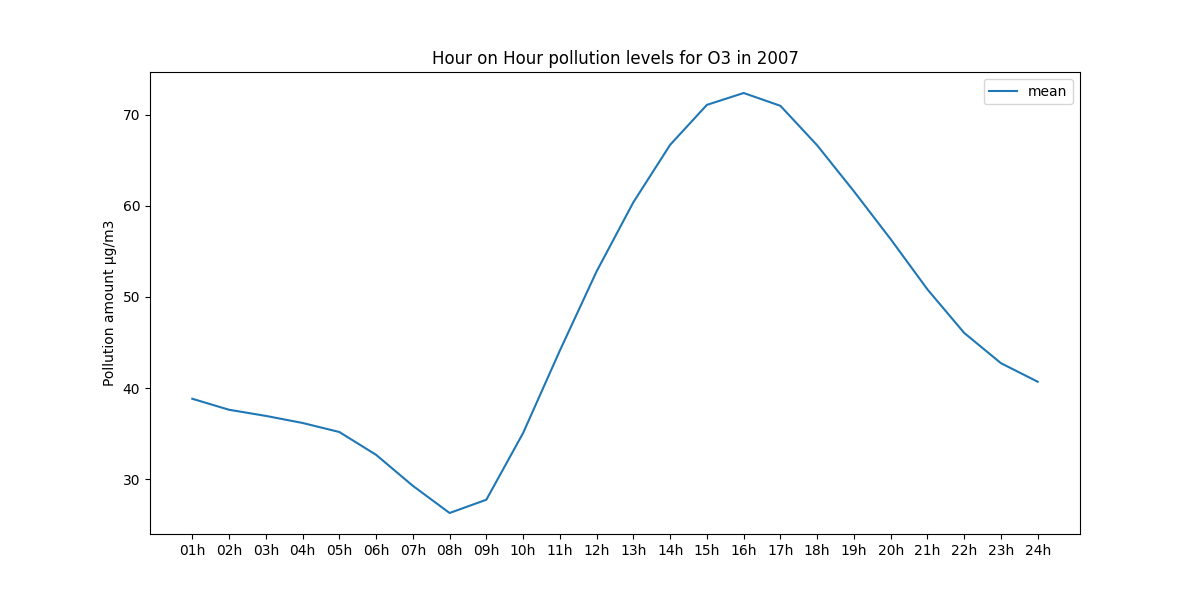 Hour on Hour pollution levels for O3 in 2007
mean
Pollution amount µg/m3
70
60
50
40
30
01h 02h 03h 04h 05h 06h 07h 08h 09h 10h 11h 12h 13h 14h 15h 16h 17h 18h 19h 20h 21h 22h 23h 24h